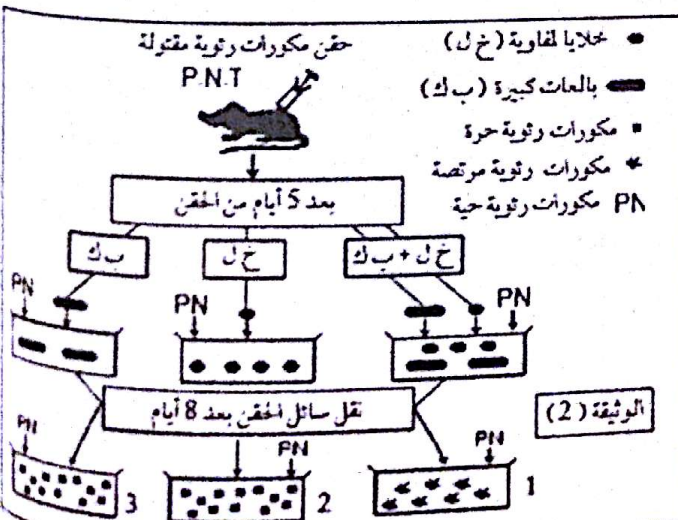 حقن مكورات رئوية مقتولة
P.N.T
خلايا لمفاوية (خ ل)
بالعات كبيرة (ب ك)
مكورات رئوية حرة
مكورات رئوية مرتصة
PN مكورات رئوية حية
بعد 5 أيام من الحقن
خ ل + ب ك
خ ل
ب ك
PN
PN
PN
نقل سائل الحقن بعد 8 أيام
الوثيقة (2)
PN
PN
PN
1
2
3